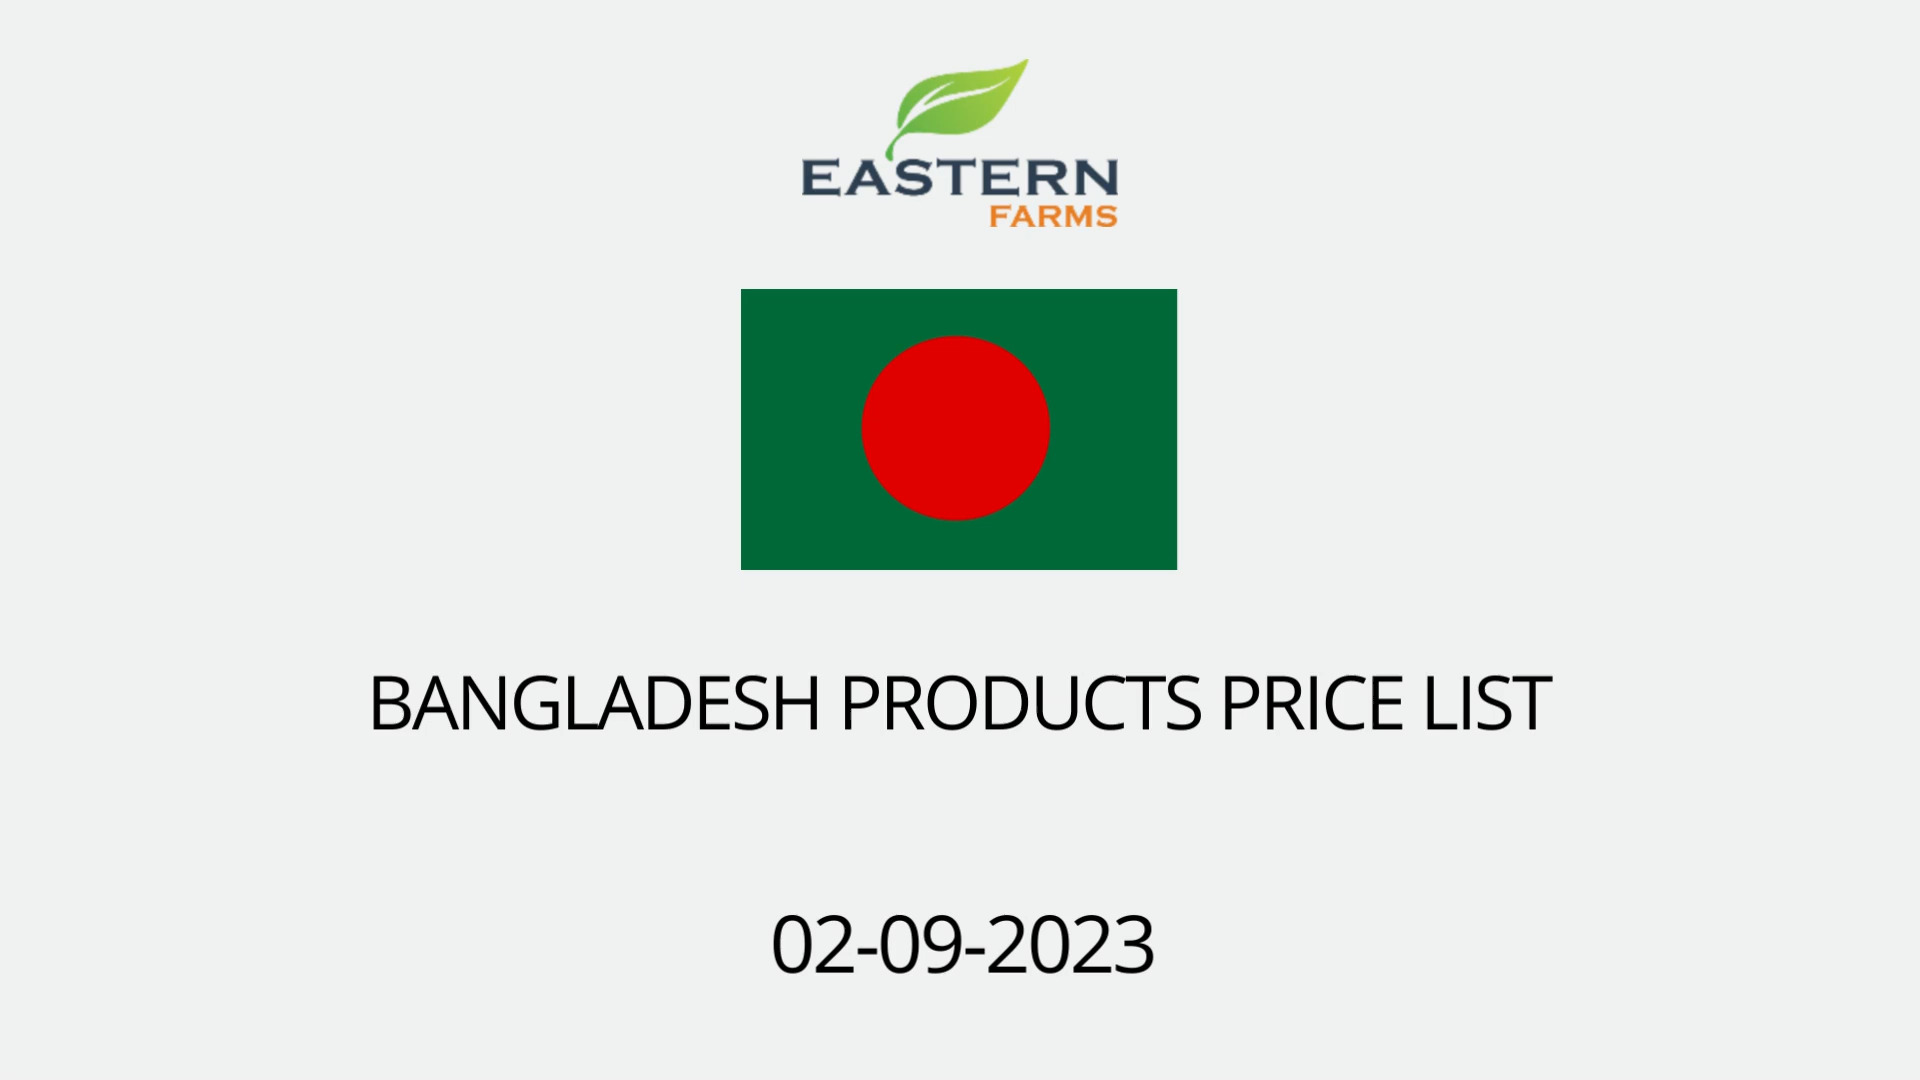 EASTERN
FARMS
BANGLADESH PRODUCTS PRICE LIST
02-09-2023